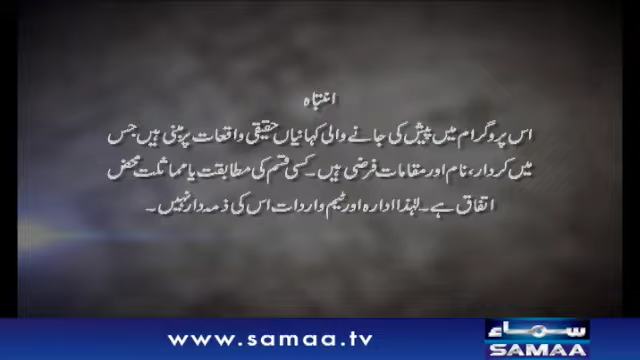 انتباہ
اس پروگرام میں پیش کی جانے والی کہانیاں حقیقی واقعات پر مبنی ہیں جس
میں کردار، نام اور مقامات فرضی ہیں۔ کسی قسم کی مطابقت یا مماثلت محض
اتفاق ہے۔ لہٰذا ادارہ اور ٹیم واردات اس کی ذمہ دار نہیں۔
www.samaa.tv
سماء
SAMAA